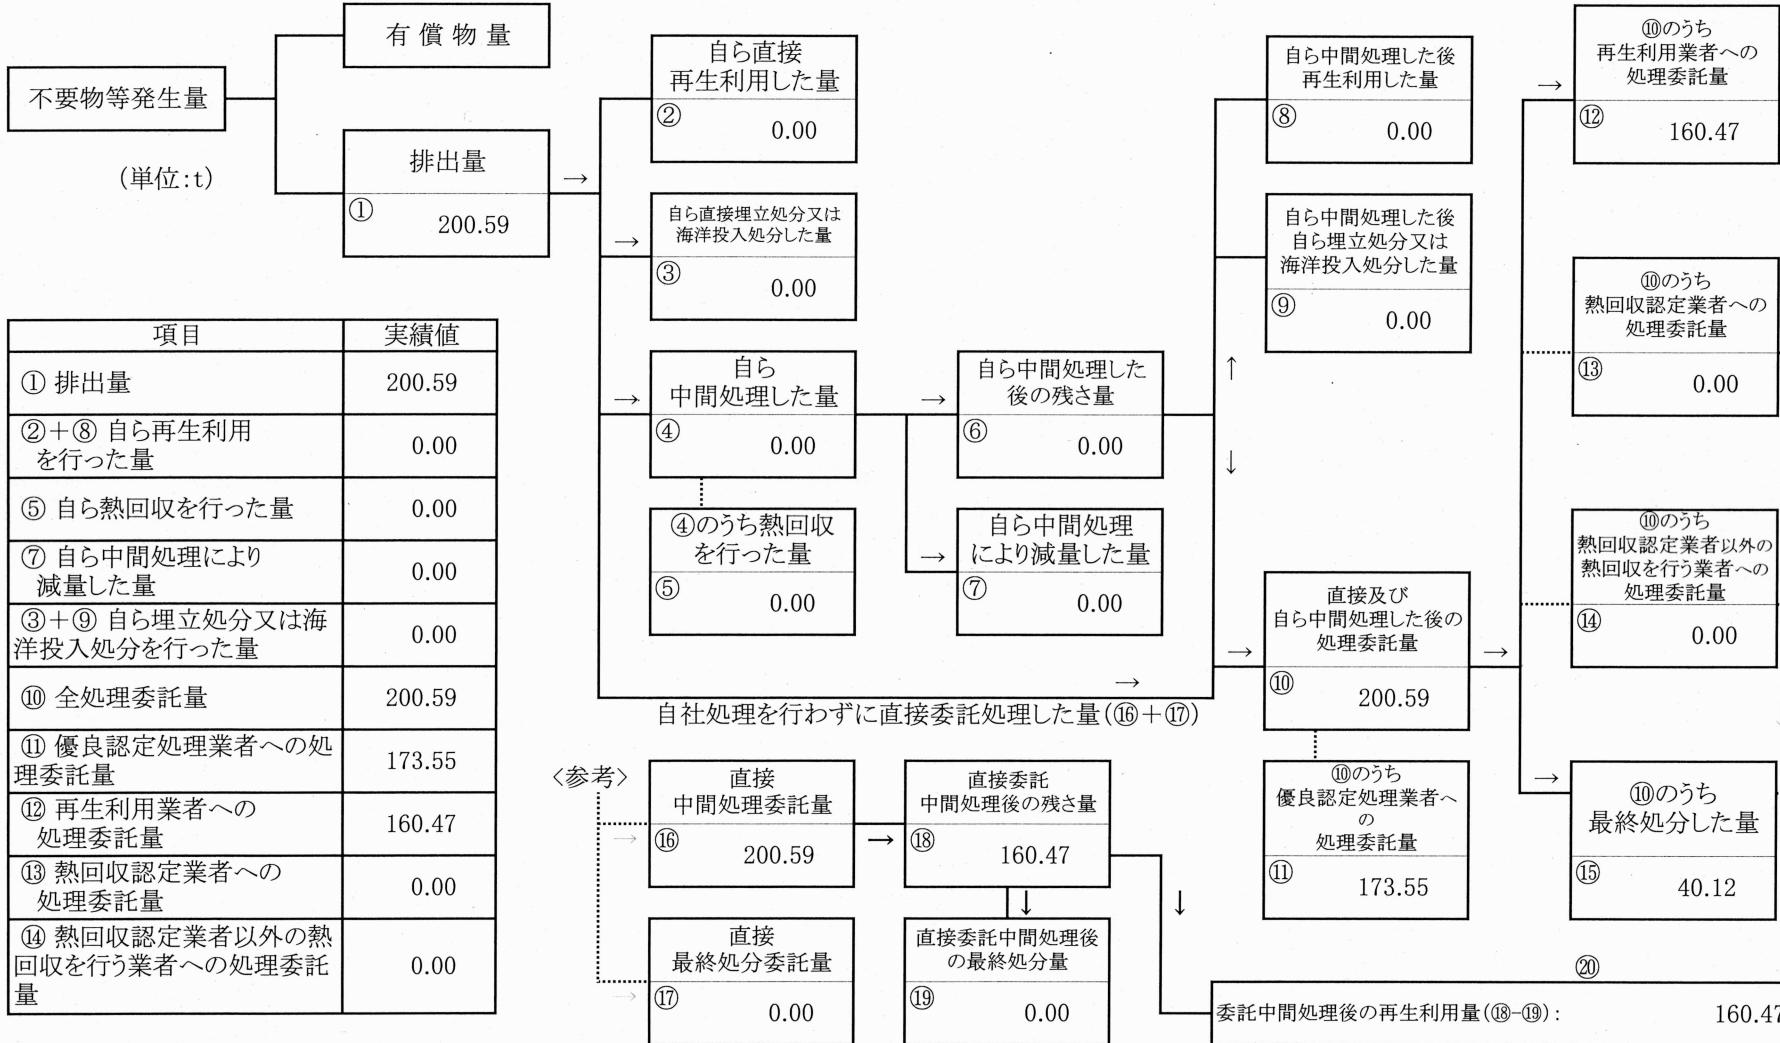 有償物量
不要物等発生量
(単位:t)
排出量
①
200.59
自ら直接
再生利用した量
②
0.00
→
自ら直接埋立処分又は
海洋投入処分した量
→
③
0.00
自ら
中間処理した量
→
④
0.00
④のうち熱回収
を行った量
⑤
0.00
自ら中間処理した
後の残さ量
→
⑥
0.00
自ら中間処理
により減量した量
→
⑦
0.00
自ら中間処理した後
再生利用した量
⑧
0.00
自ら中間処理した後
自ら埋立処分又は
海洋投入処分した量
⑨
0.00
↑
↓
直接及び
自ら中間処理した後の
処理委託量
→
⑩
200.59
→
自社処理を行わずに直接委託処理した量(⑯+⑰)
⑩のうち
優良認定処理業者へ
の
処理委託量
⑪
173.55
⑩のうち
再生利用業者への
処理委託量
→
⑫
160.47
⑩のうち
熱回収認定業者への
処理委託量
⑬
0.00
⑩のうち
熱回収認定業者以外の
熱回収を行う業者への
処理委託量
⑭
0.00
→
⑩のうち
最終処分した量
→
⑮
40.12
項目 実績値
① 排出量 200.59
②+⑧ 自ら再生利用
を行った量 0.00
⑤ 自ら熱回収を行った量 0.00
⑦ 自ら中間処理により
減量した量 0.00
③+⑨ 自ら埋立処分又は海
洋投入処分を行った量 0.00
⑩ 全処理委託量 200.59
⑪ 優良認定処理業者への処
理委託量 173.55
⑫ 再生利用業者への
処理委託量 160.47
⑬ 熱回収認定業者への
処理委託量 0.00
⑭ 熱回収認定業者以外の熱
回収を行う業者への処理委託
量 0.00
〈参考〉
直接
中間処理委託量
→
⑯
200.59
→
直接委託
中間処理後の残さ量
⑱
160.47
↓
↓
直接
最終処分委託量
→
⑰
0.00
直接委託中間処理後
の最終処分量
⑲
0.00
⑳
委託中間処理後の再生利用量(⑱-⑲): 160.47